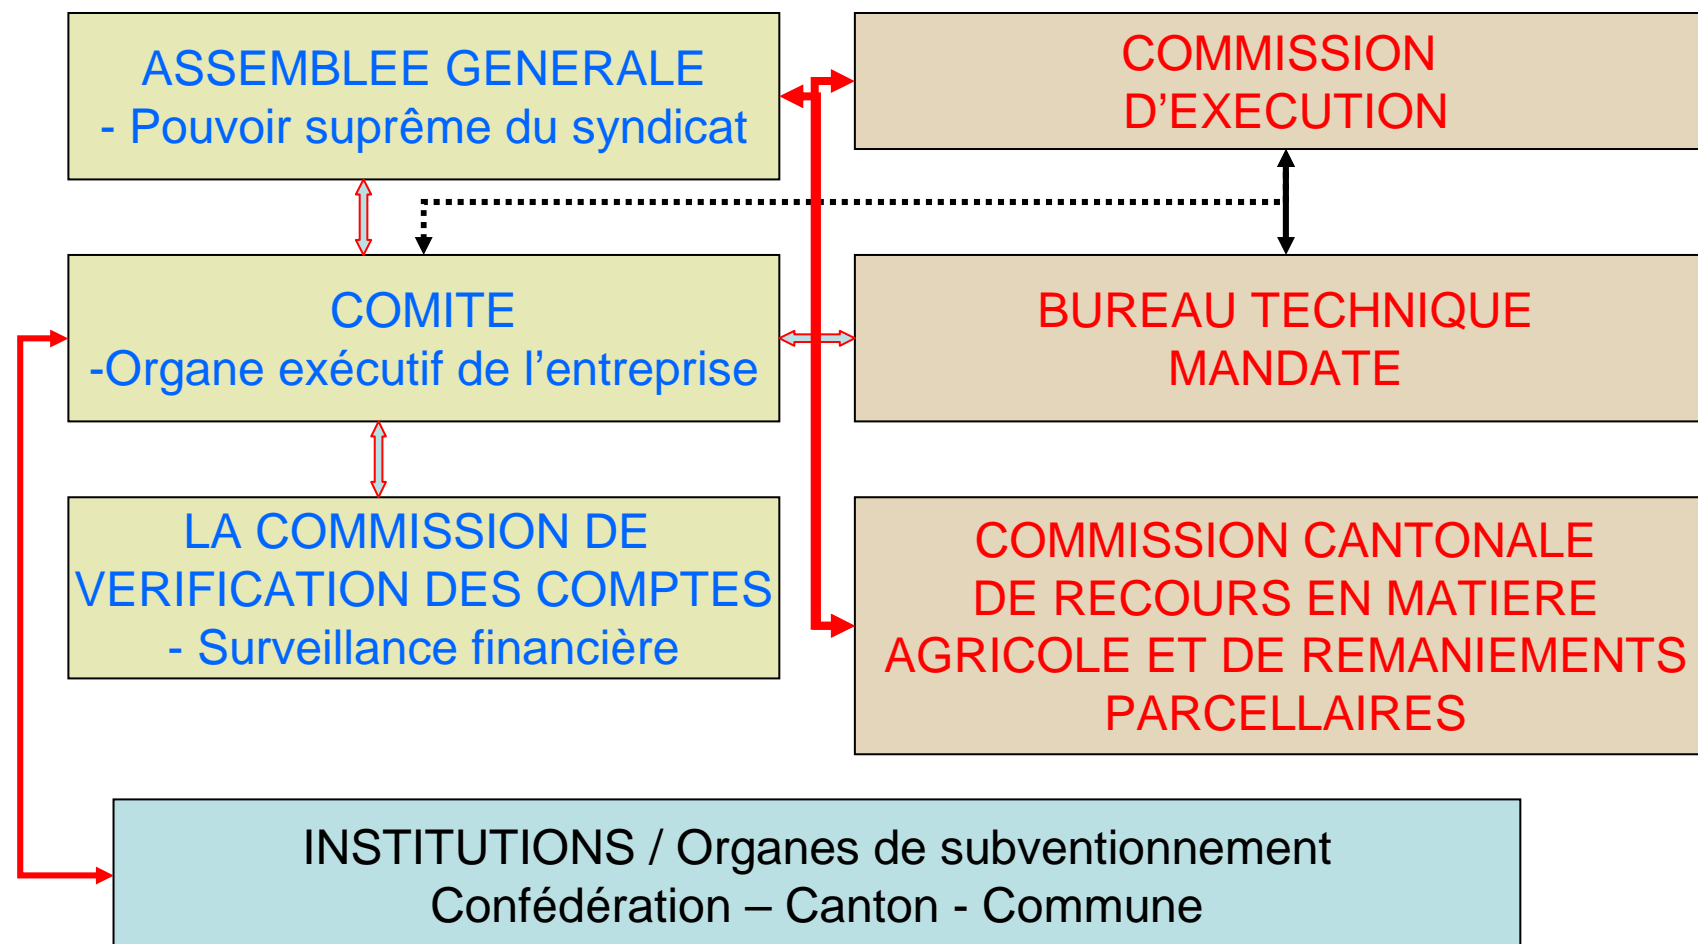 ASSEMBLEE GENERALE
- Pouvoir suprême du syndicat
COMMISSION
D’EXECUTION
COMITE
-Organe exécutif de l’entreprise
BUREAU TECHNIQUE
MANDATE
LA COMMISSION DE
VERIFICATION DES COMPTES
- Surveillance financière
COMMISSION CANTONALE
DE RECOURS EN MATIERE
AGRICOLE ET DE REMANIEMENTS
PARCELLAIRES
INSTITUTIONS / Organes de subventionnement
Confédération – Canton - Commune